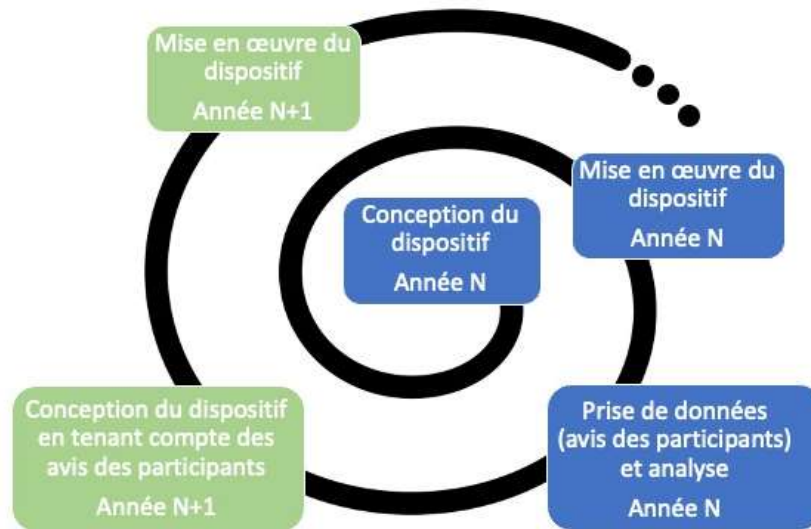 Mise en œuvre du
dispositif
Année N+1
Mise en œuvre du
dispositif
Année N
Conception du
dispositif
Année N
Conception du dispositif
en tenant compte des
avis des participants
Année N+1
Prise de données
(avis des participants)
et analyse
Année N